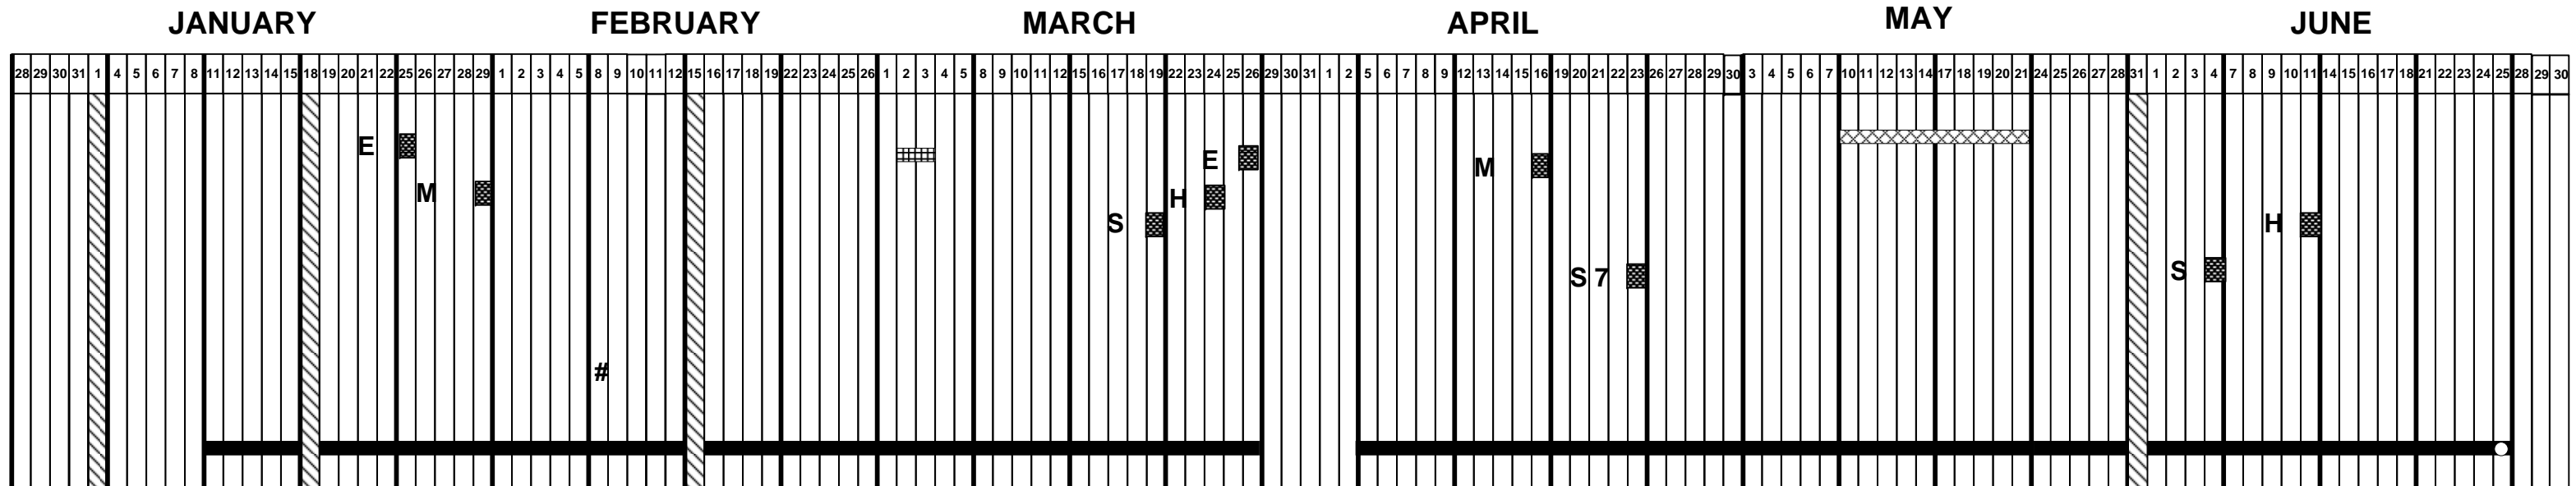 JANUARY FEBRUARY MARCH APRIL MAY JUNE
28 29 30 31 1 4 5 6 7 8 11 12 13 14 15 18 19 20 21 22 25 26 27 28 29 1 2 3 4 5 8 9 10 11 12 15 16 17 18 19 22 23 24 25 26 1 2 3 4 5 8 9 10 11 12 15 16 17 18 19 22 23 24 25 26 29 30 31 1 2 5 6 7 8 9 12 13 14 15 16 19 20 21 22 23 26 27 28 29 30 3 4 5 6 7 10 11 12 13 14 17 18 19 20 21 24 25 26 27 28 31 1 2 3 4 7 8 9 10 11 14 15 16 17 18 21 22 23 24 25 28 29 30
E E M
M H
S H
S 7 S
#